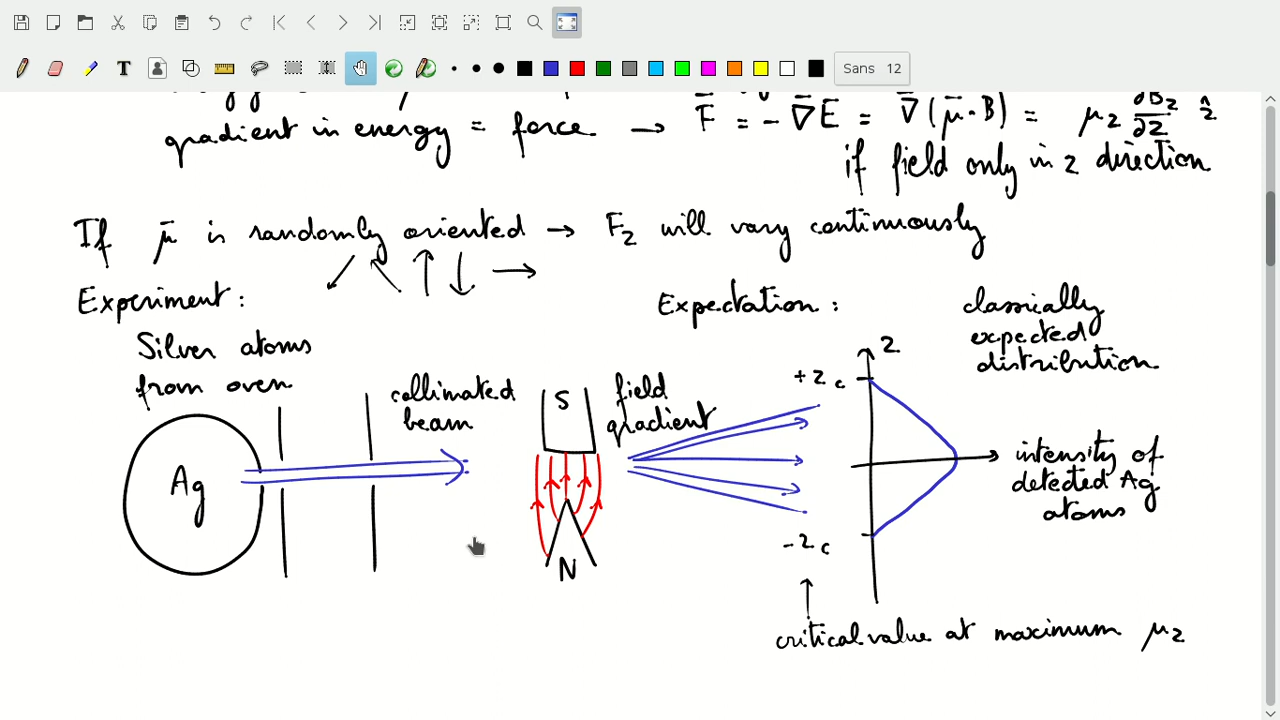 T
Sans 12
gradient in energy = force → F̄ = - ∇̄E = ∇̄(μ̄·B̄) = μz ∂Bz/∂z ẑ
if field only in z direction
If μ̄ is randomly oriented → Fz will vary continuously
Experiment:
Silver atoms
from oven
Ag
collimated
beam
S
N
field
gradient
Expectation:
classically
expected
distribution
z
+zc
-zc
intensity of
detected Ag
atoms
critical value at maximum μz